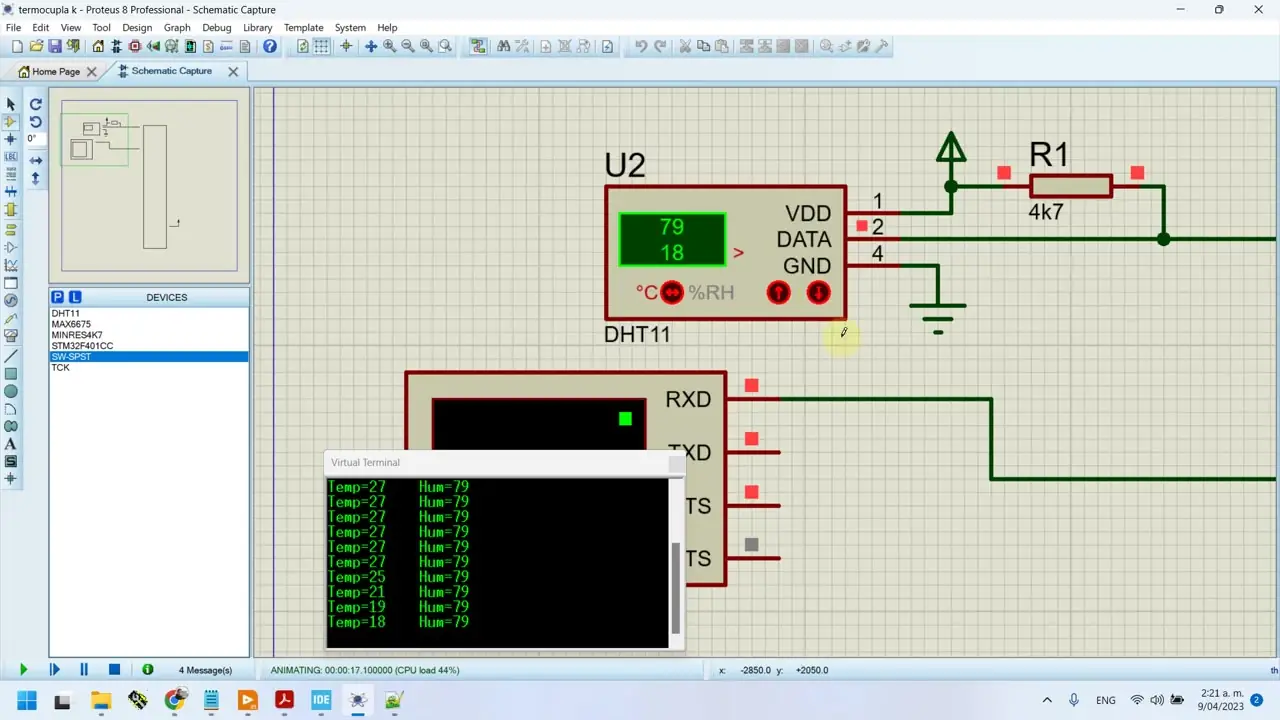 termocupla k - Proteus 8 Professional - Schematic Capture
File Edit View Tool Design Graph Debug Library Template System Help
Home Page
Schematic Capture
0°
LBL
P L DEVICES
DHT11
MAX6675
MINRES4K7
STM32F401CC
SW-SPST
TCK
U2
79
18
>
VDD
DATA
GND
1
2
4
°C
%RH
DHT11
R1
4k7
RXD
TXD
TS
TS
Virtual Terminal
Temp=27 Hum=79
Temp=27 Hum=79
Temp=27 Hum=79
Temp=27 Hum=79
Temp=27 Hum=79
Temp=27 Hum=79
Temp=25 Hum=79
Temp=21 Hum=79
Temp=19 Hum=79
Temp=18 Hum=79
4 Message(s)
ANIMATING: 00:00:17.100000 (CPU load 44%)
x: -2850.0 y: +2050.0
th
IDE
ENG
2:21 a. m.
9/04/2023
2